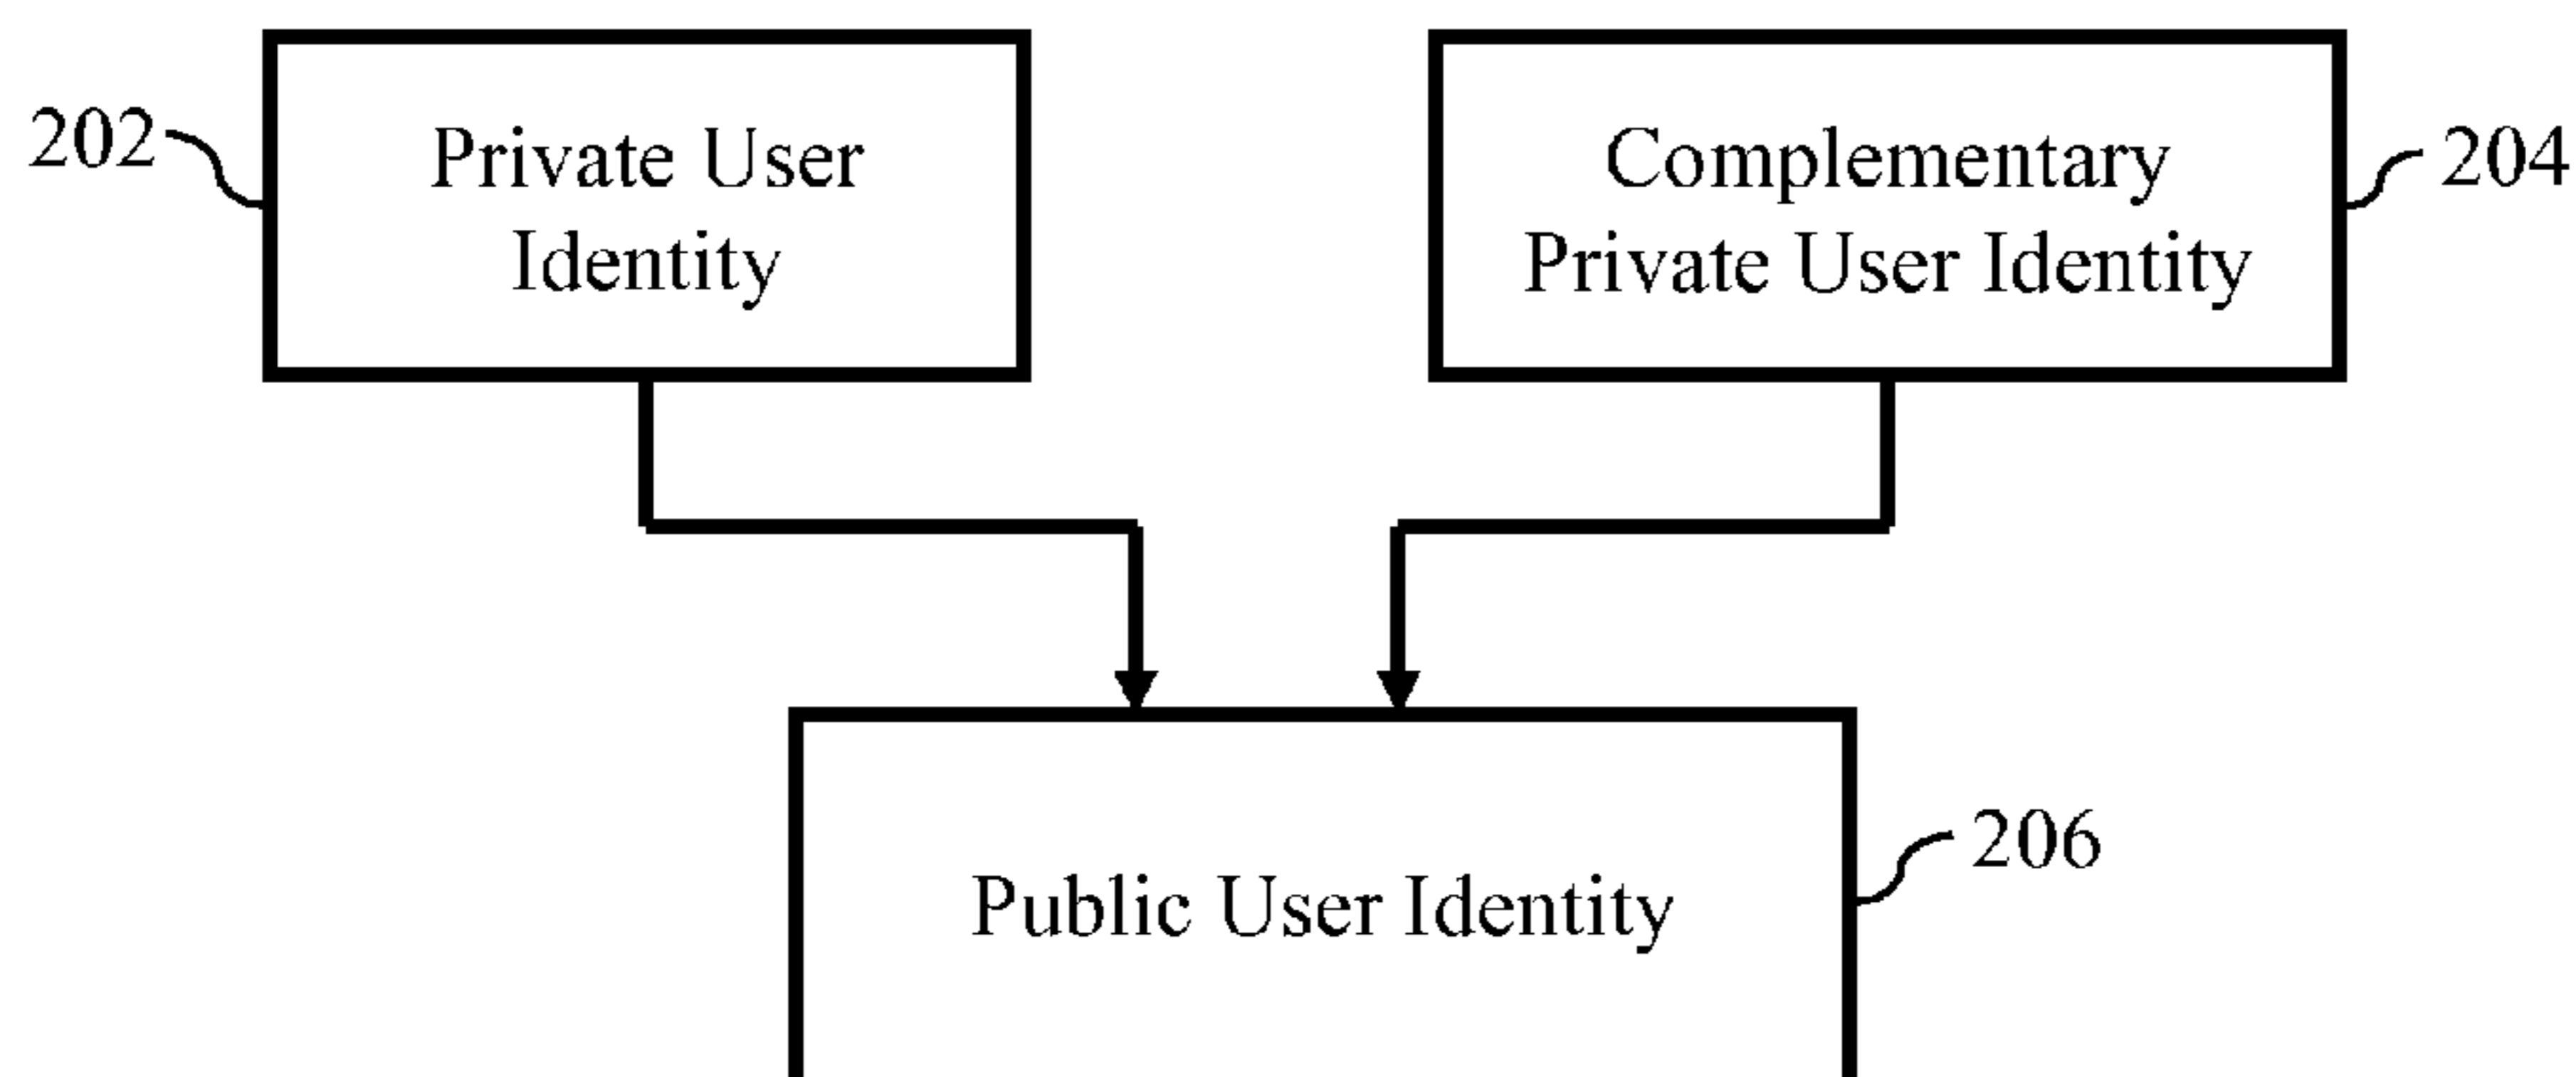 202
Private User
Identity
Complementary
Private User Identity
204
Public User Identity
206